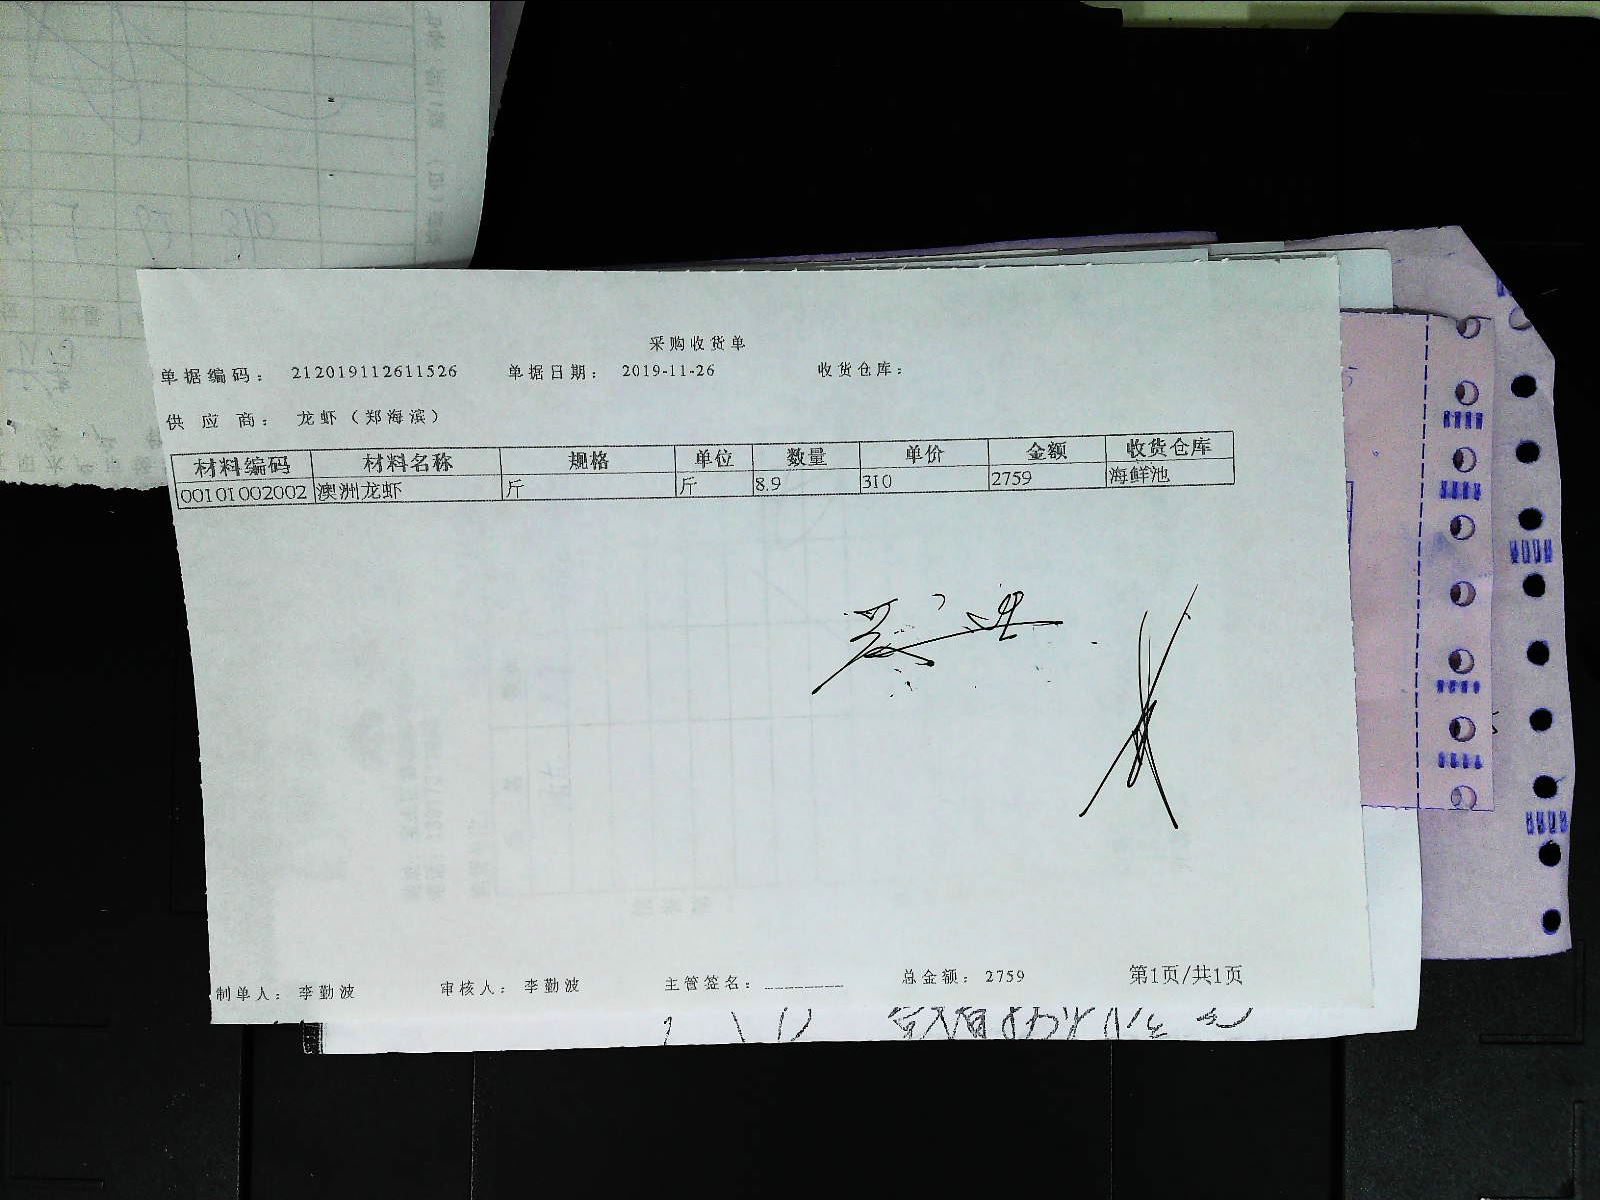 采购收货单
单据编码： 212019112611526 单据日期： 2019-11-26 收货仓库：
供 应 商： 龙虾（郑海滨）
材料编码 材料名称 规格 单位 数量 单价 金额 收货仓库
00101002002 澳洲龙虾 斤 斤 8.9 310 2759 海鲜池
制单人： 李勤波 审核人： 李勤波 主管签名：_________ 总金额： 2759 第1页/共1页